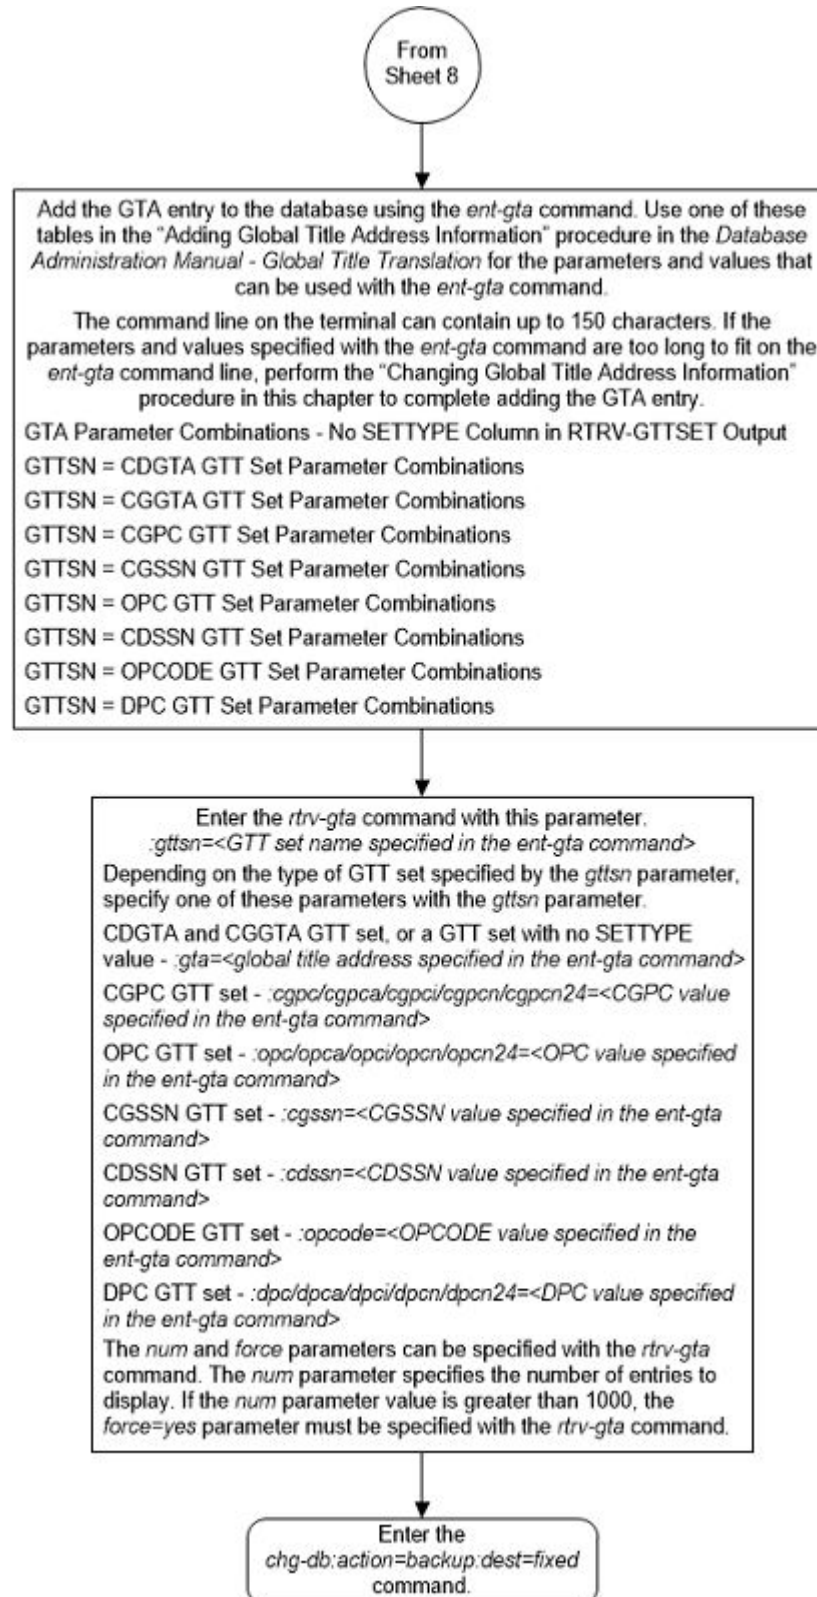 From
Sheet 8
Add the GTA entry to the database using the ent-gta command. Use one of these
tables in the “Adding Global Title Address Information” procedure in the Database
Administration Manual - Global Title Translation for the parameters and values that
can be used with the ent-gta command.
The command line on the terminal can contain up to 150 characters. If the
parameters and values specified with the ent-gta command are too long to fit on the
ent-gta command line, perform the “Changing Global Title Address Information”
procedure in this chapter to complete adding the GTA entry.
GTA Parameter Combinations - No SETTYPE Column in RTRV-GTTSET Output
GTTSN = CDGTA GTT Set Parameter Combinations
GTTSN = CGGTA GTT Set Parameter Combinations
GTTSN = CGPC GTT Set Parameter Combinations
GTTSN = CGSSN GTT Set Parameter Combinations
GTTSN = OPC GTT Set Parameter Combinations
GTTSN = CDSSN GTT Set Parameter Combinations
GTTSN = OPCODE GTT Set Parameter Combinations
GTTSN = DPC GTT Set Parameter Combinations
Enter the rtrv-gta command with this parameter.
:gttsn=<GTT set name specified in the ent-gta command>
Depending on the type of GTT set specified by the gttsn parameter,
specify one of these parameters with the gttsn parameter.
CDGTA and CGGTA GTT set, or a GTT set with no SETTYPE
value - :gta=<global title address specified in the ent-gta command>
CGPC GTT set - :cgpc/cgpca/cgpci/cgpcn/cgpcn24=<CGPC value
specified in the ent-gta command>
OPC GTT set - :opc/opca/opci/opcn/opcn24=<OPC value specified
in the ent-gta command>
CGSSN GTT set - :cgssn=<CGSSN value specified in the ent-gta
command>
CDSSN GTT set - :cdssn=<CDSSN value specified in the ent-gta
command>
OPCODE GTT set - :opcode=<OPCODE value specified in the
ent-gta command>
DPC GTT set - :dpc/dpca/dpci/dpcn/dpcn24=<DPC value specified
in the ent-gta command>
The num and force parameters can be specified with the rtrv-gta
command. The num parameter specifies the number of entries to
display. If the num parameter value is greater than 1000, the
force=yes parameter must be specified with the rtrv-gta command.
Enter the
chg-db:action=backup:dest=fixed
command.